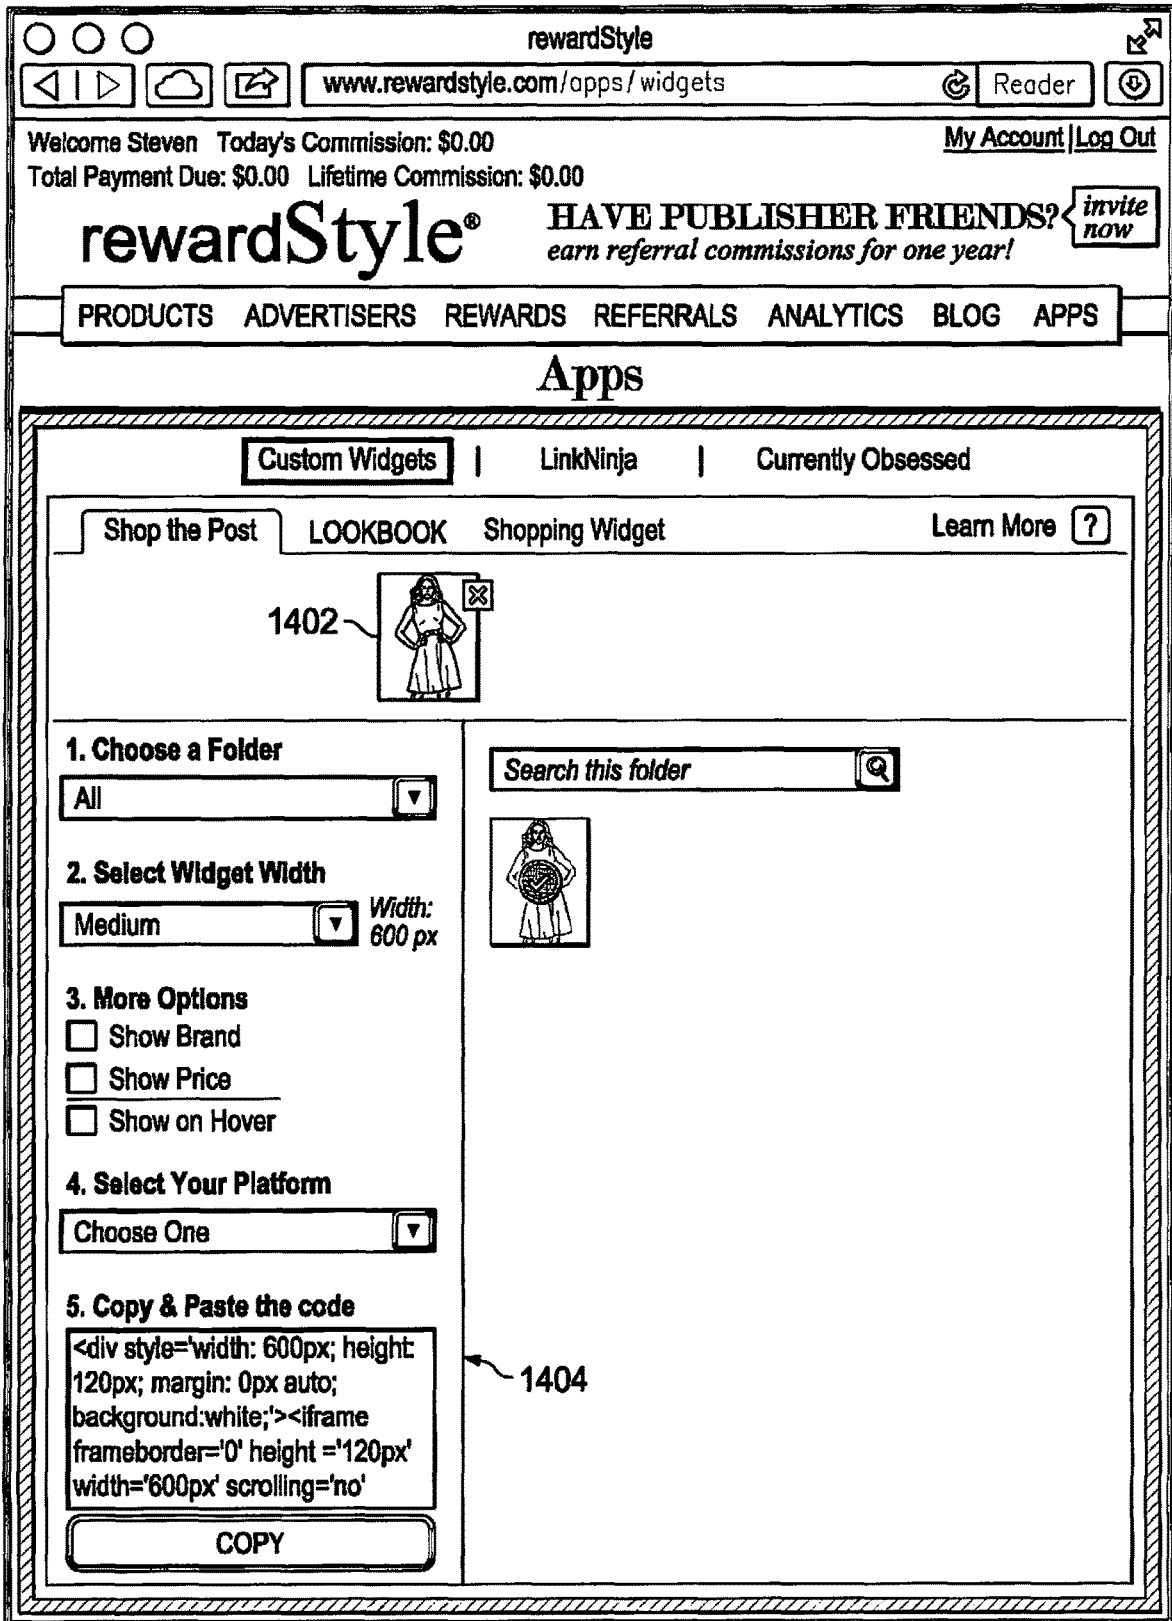 rewardStyle
www.rewardstyle.com/apps/widgets Reader
Welcome Steven Today's Commission: $0.00 My Account|Log Out
Total Payment Due: $0.00 Lifetime Commission: $0.00
rewardStyle® HAVE PUBLISHER FRIENDS? invite now
earn referral commissions for one year!
PRODUCTS ADVERTISERS REWARDS REFERRALS ANALYTICS BLOG APPS
Apps
Custom Widgets | LinkNinja | Currently Obsessed
Shop the Post LOOKBOOK Shopping Widget Learn More ?
1402
1. Choose a Folder
All
Search this folder
2. Select Widget Width
Medium
Width:
600 px
3. More Options
Show Brand
Show Price
Show on Hover
4. Select Your Platform
Choose One
5. Copy & Paste the code
<div style='width: 600px; height:
120px; margin: 0px auto;
background:white;'><iframe
frameborder='0' height ='120px'
width='600px' scrolling='no'
1404
COPY